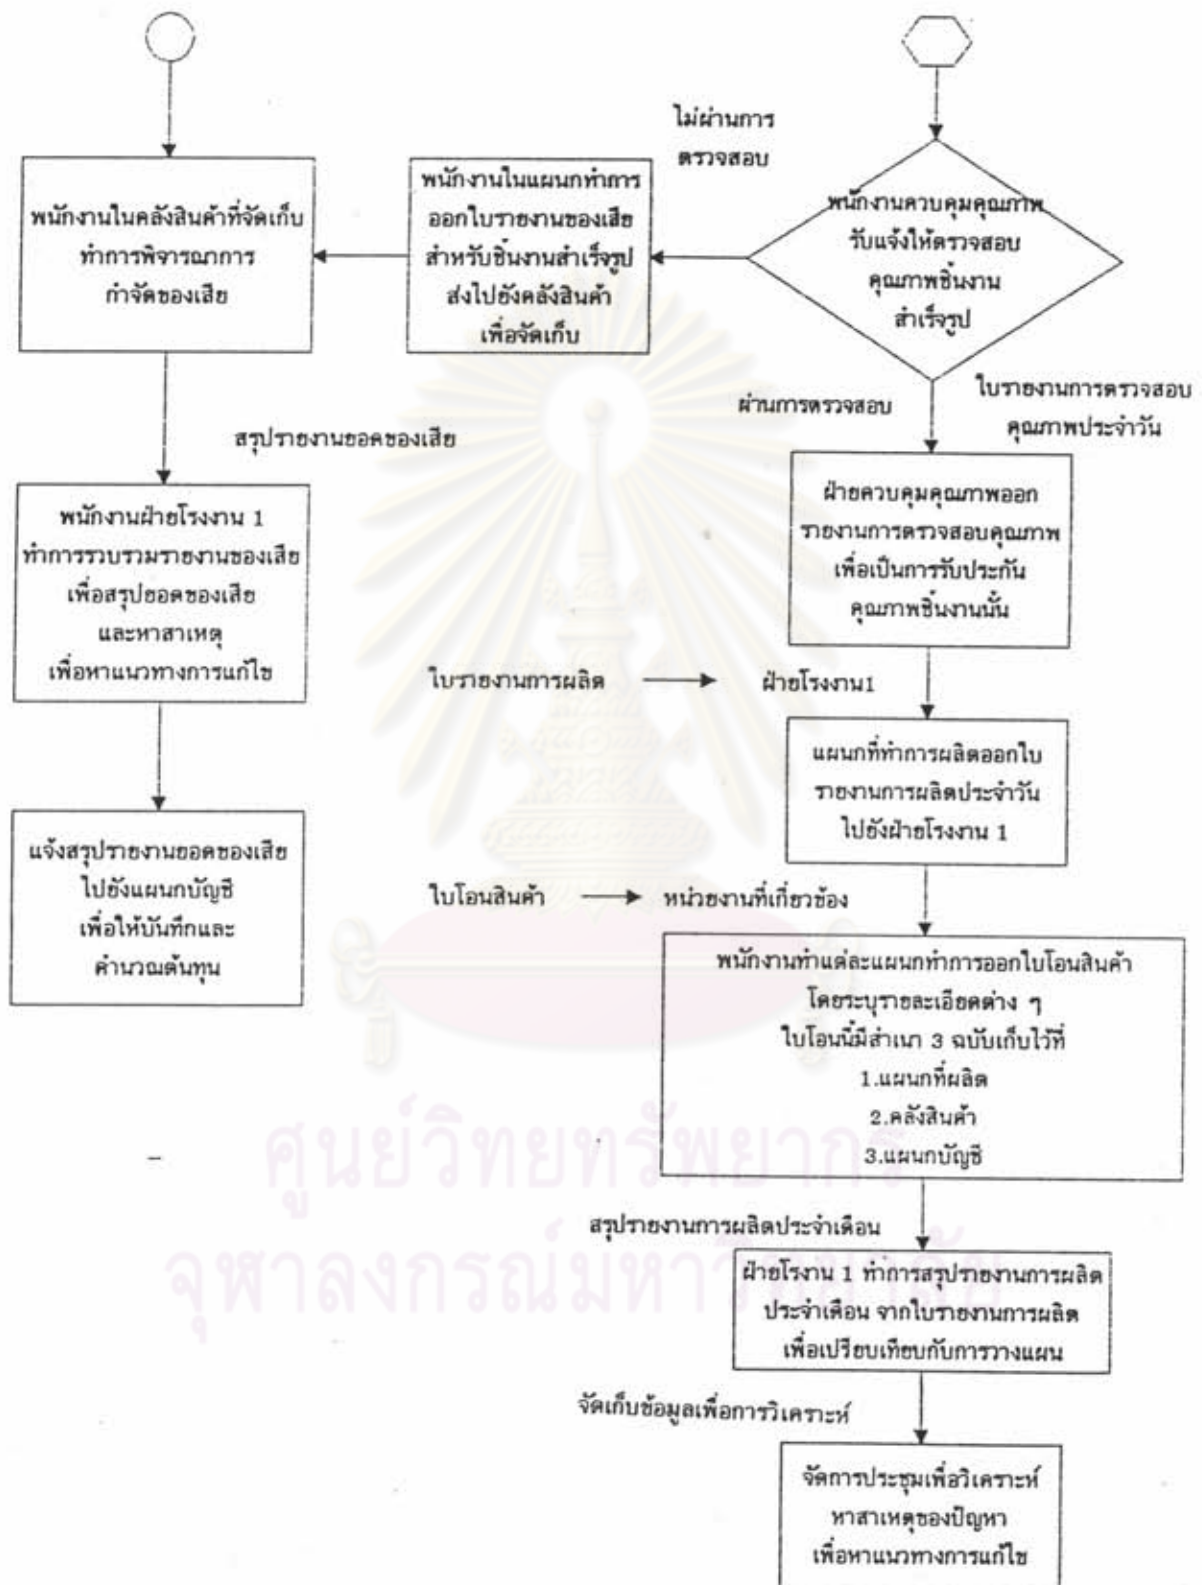 ไม่ผ่านการ
ตรวจสอบ
พนักงานควบคุมคุณภาพ
รับแจ้งให้ตรวจสอบ
คุณภาพชิ้นงาน
สำเร็จรูป
พนักงานในแผนกทำการ
ออกใบรายงานของเสีย
สำหรับชิ้นงานสำเร็จรูป
ส่งไปยังคลังสินค้า
เพื่อจัดเก็บ
พนักงานในคลังสินค้าที่จัดเก็บ
ทำการพิจารณาการ
กำจัดของเสีย
สรุปรายงานยอดของเสีย
พนักงานฝ่ายโรงงาน 1
ทำการรวบรวมรายงานของเสีย
เพื่อสรุปยอดของเสีย
และหาสาเหตุ
เพื่อหาแนวทางการแก้ไข
แจ้งสรุปรายงานยอดของเสีย
ไปยังแผนกบัญชี
เพื่อให้บันทึกและ
คำนวณต้นทุน
ผ่านการตรวจสอบ
ใบรายงานการตรวจสอบ
คุณภาพประจำวัน
ฝ่ายควบคุมคุณภาพออก
รายงานการตรวจสอบคุณภาพ
เพื่อเป็นการรับประกัน
คุณภาพชิ้นงานนั้น
ใบรายงานการผลิต ฝ่ายโรงงาน1
แผนกที่ทำการผลิตออกใบ
รายงานการผลิตประจำวัน
ไปยังฝ่ายโรงงาน 1
ใบโอนสินค้า หน่วยงานที่เกี่ยวข้อง
พนักงานทำแต่ละแผนกทำการออกใบโอนสินค้า
โดยระบุรายละเอียดต่าง ๆ
ใบโอนนี้มีสำเนา 3 ฉบับเก็บไว้ที่
1.แผนกที่ผลิต
2.คลังสินค้า
3.แผนกบัญชี
สรุปรายงานการผลิตประจำเดือน
ฝ่ายโรงาน 1 ทำการสรุปรายงานการผลิต
ประจำเดือน จากใบรายงานการผลิต
เพื่อเปรียบเทียบกับการวางแผน
จัดเก็บข้อมูลเพื่อการวิเคราะห์
จัดการประชุมเพื่อวิเคราะห์
หาสาเหตุของปัญหา
เพื่อหาแนวทางการแก้ไข
ศูนย์วิทยทรัพยากร
จุฬาลงกรณ์มหาวิทยาลัย